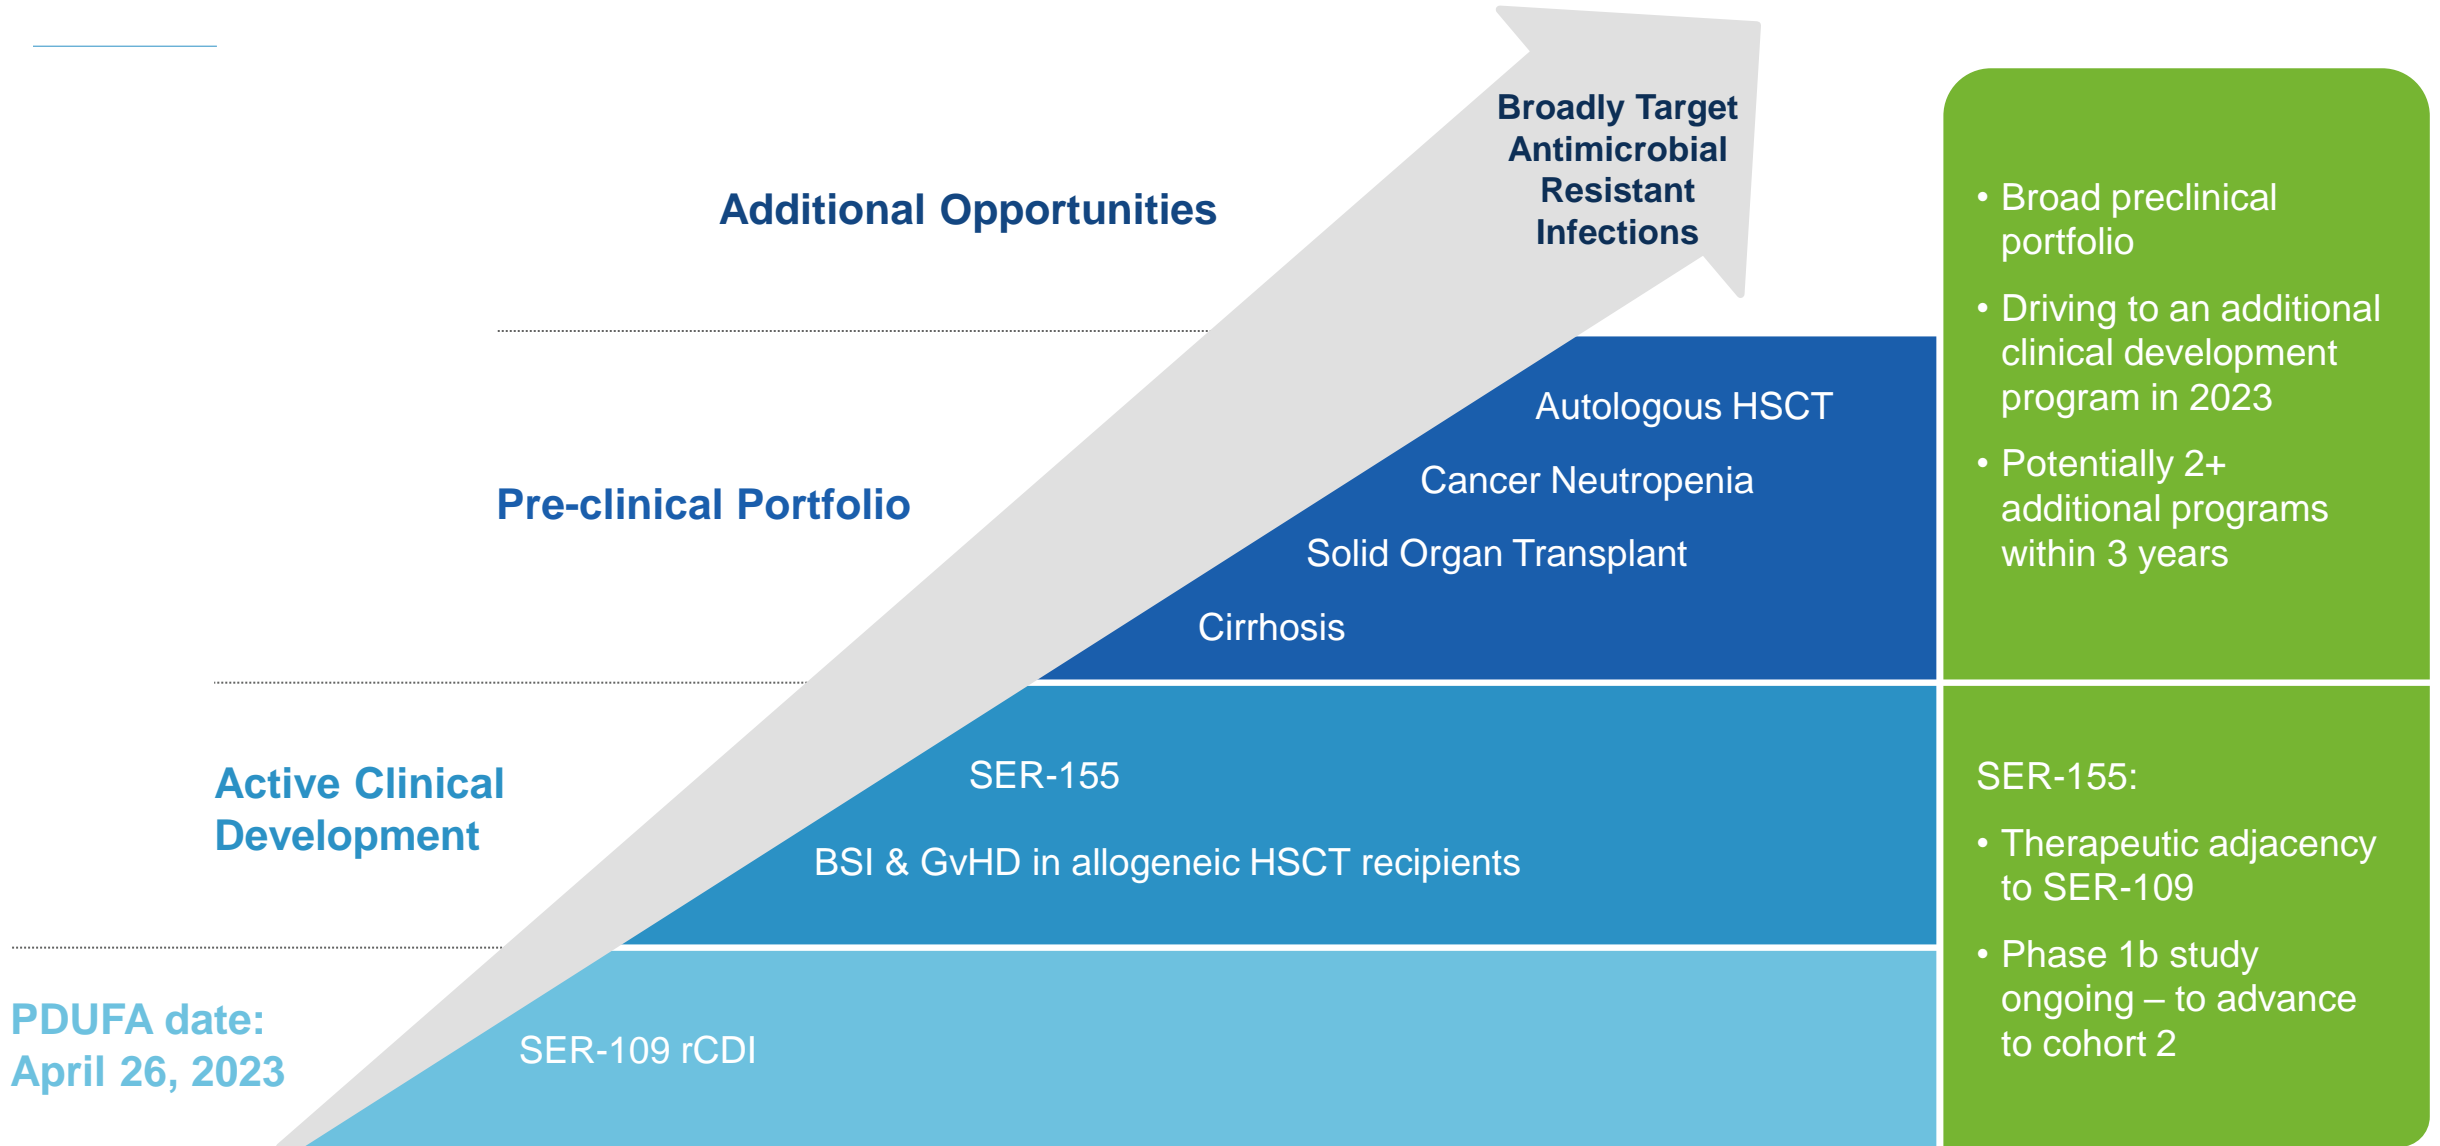 Broadly Target
Antimicrobial
Resistant
Infections
Additional Opportunities
Pre-clinical Portfolio
Autologous HSCT
Cancer Neutropenia
Solid Organ Transplant
Cirrhosis
Active Clinical
Development
SER-155
BSI & GvHD in allogeneic HSCT recipients
PDUFA date:
April 26, 2023
SER-109 rCDI
• Broad preclinical
portfolio
• Driving to an additional
clinical development
program in 2023
• Potentially 2+
additional programs
within 3 years
SER-155:
• Therapeutic adjacency
to SER-109
• Phase 1b study
ongoing – to advance
to cohort 2